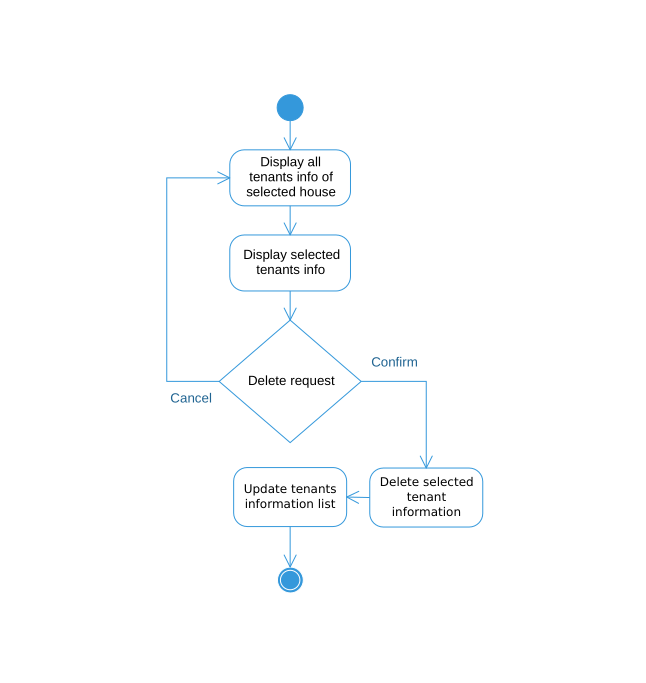 Display all
tenants info of
selected house
Display selected
tenants info
Delete request
Confirm
Cancel
Update tenants
information list
Delete selected
tenant
information